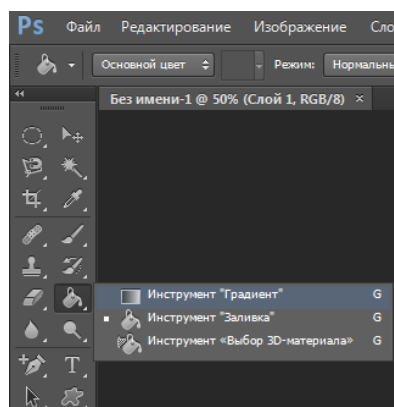 Ps Файл Редактирование Изображение Сло
Основной цвет Режим: Нормальны
Без имени-1 @ 50% (Слой 1, RGB/8) ×
Инструмент "Градиент" G
Инструмент "Заливка" G
Инструмент «Выбор 3D-материала» G
T